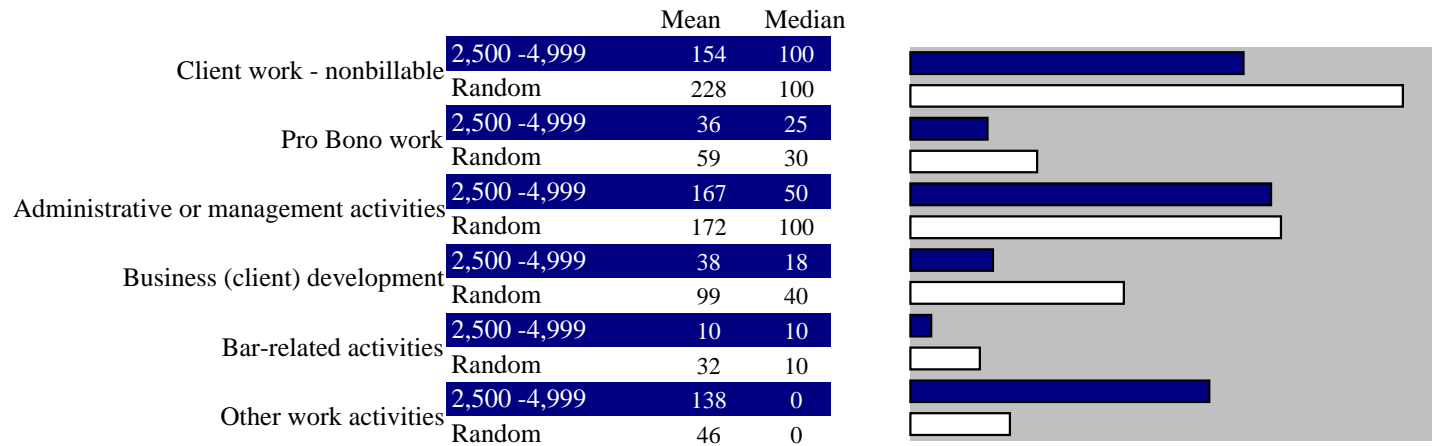 Mean Median
Client work - nonbillable
2,500 -4,999 154 100
Random 228 100
Pro Bono work
2,500 -4,999 36 25
Random 59 30
Administrative or management activities
2,500 -4,999 167 50
Random 172 100
Business (client) development
2,500 -4,999 38 18
Random 99 40
Bar-related activities
2,500 -4,999 10 10
Random 32 10
Other work activities
2,500 -4,999 138 0
Random 46 0